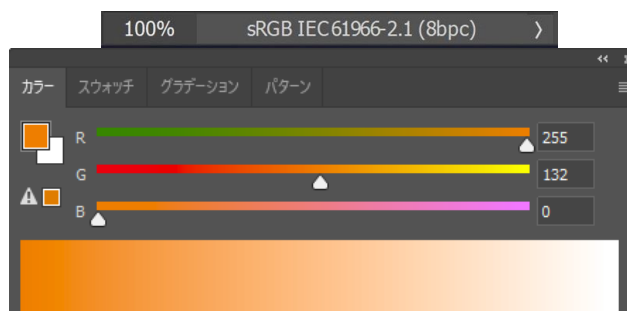 100% sRGB IEC61966-2.1 (8bpc)
カラー スウォッチ グラデーション パターン
R 255
G 132
B 0